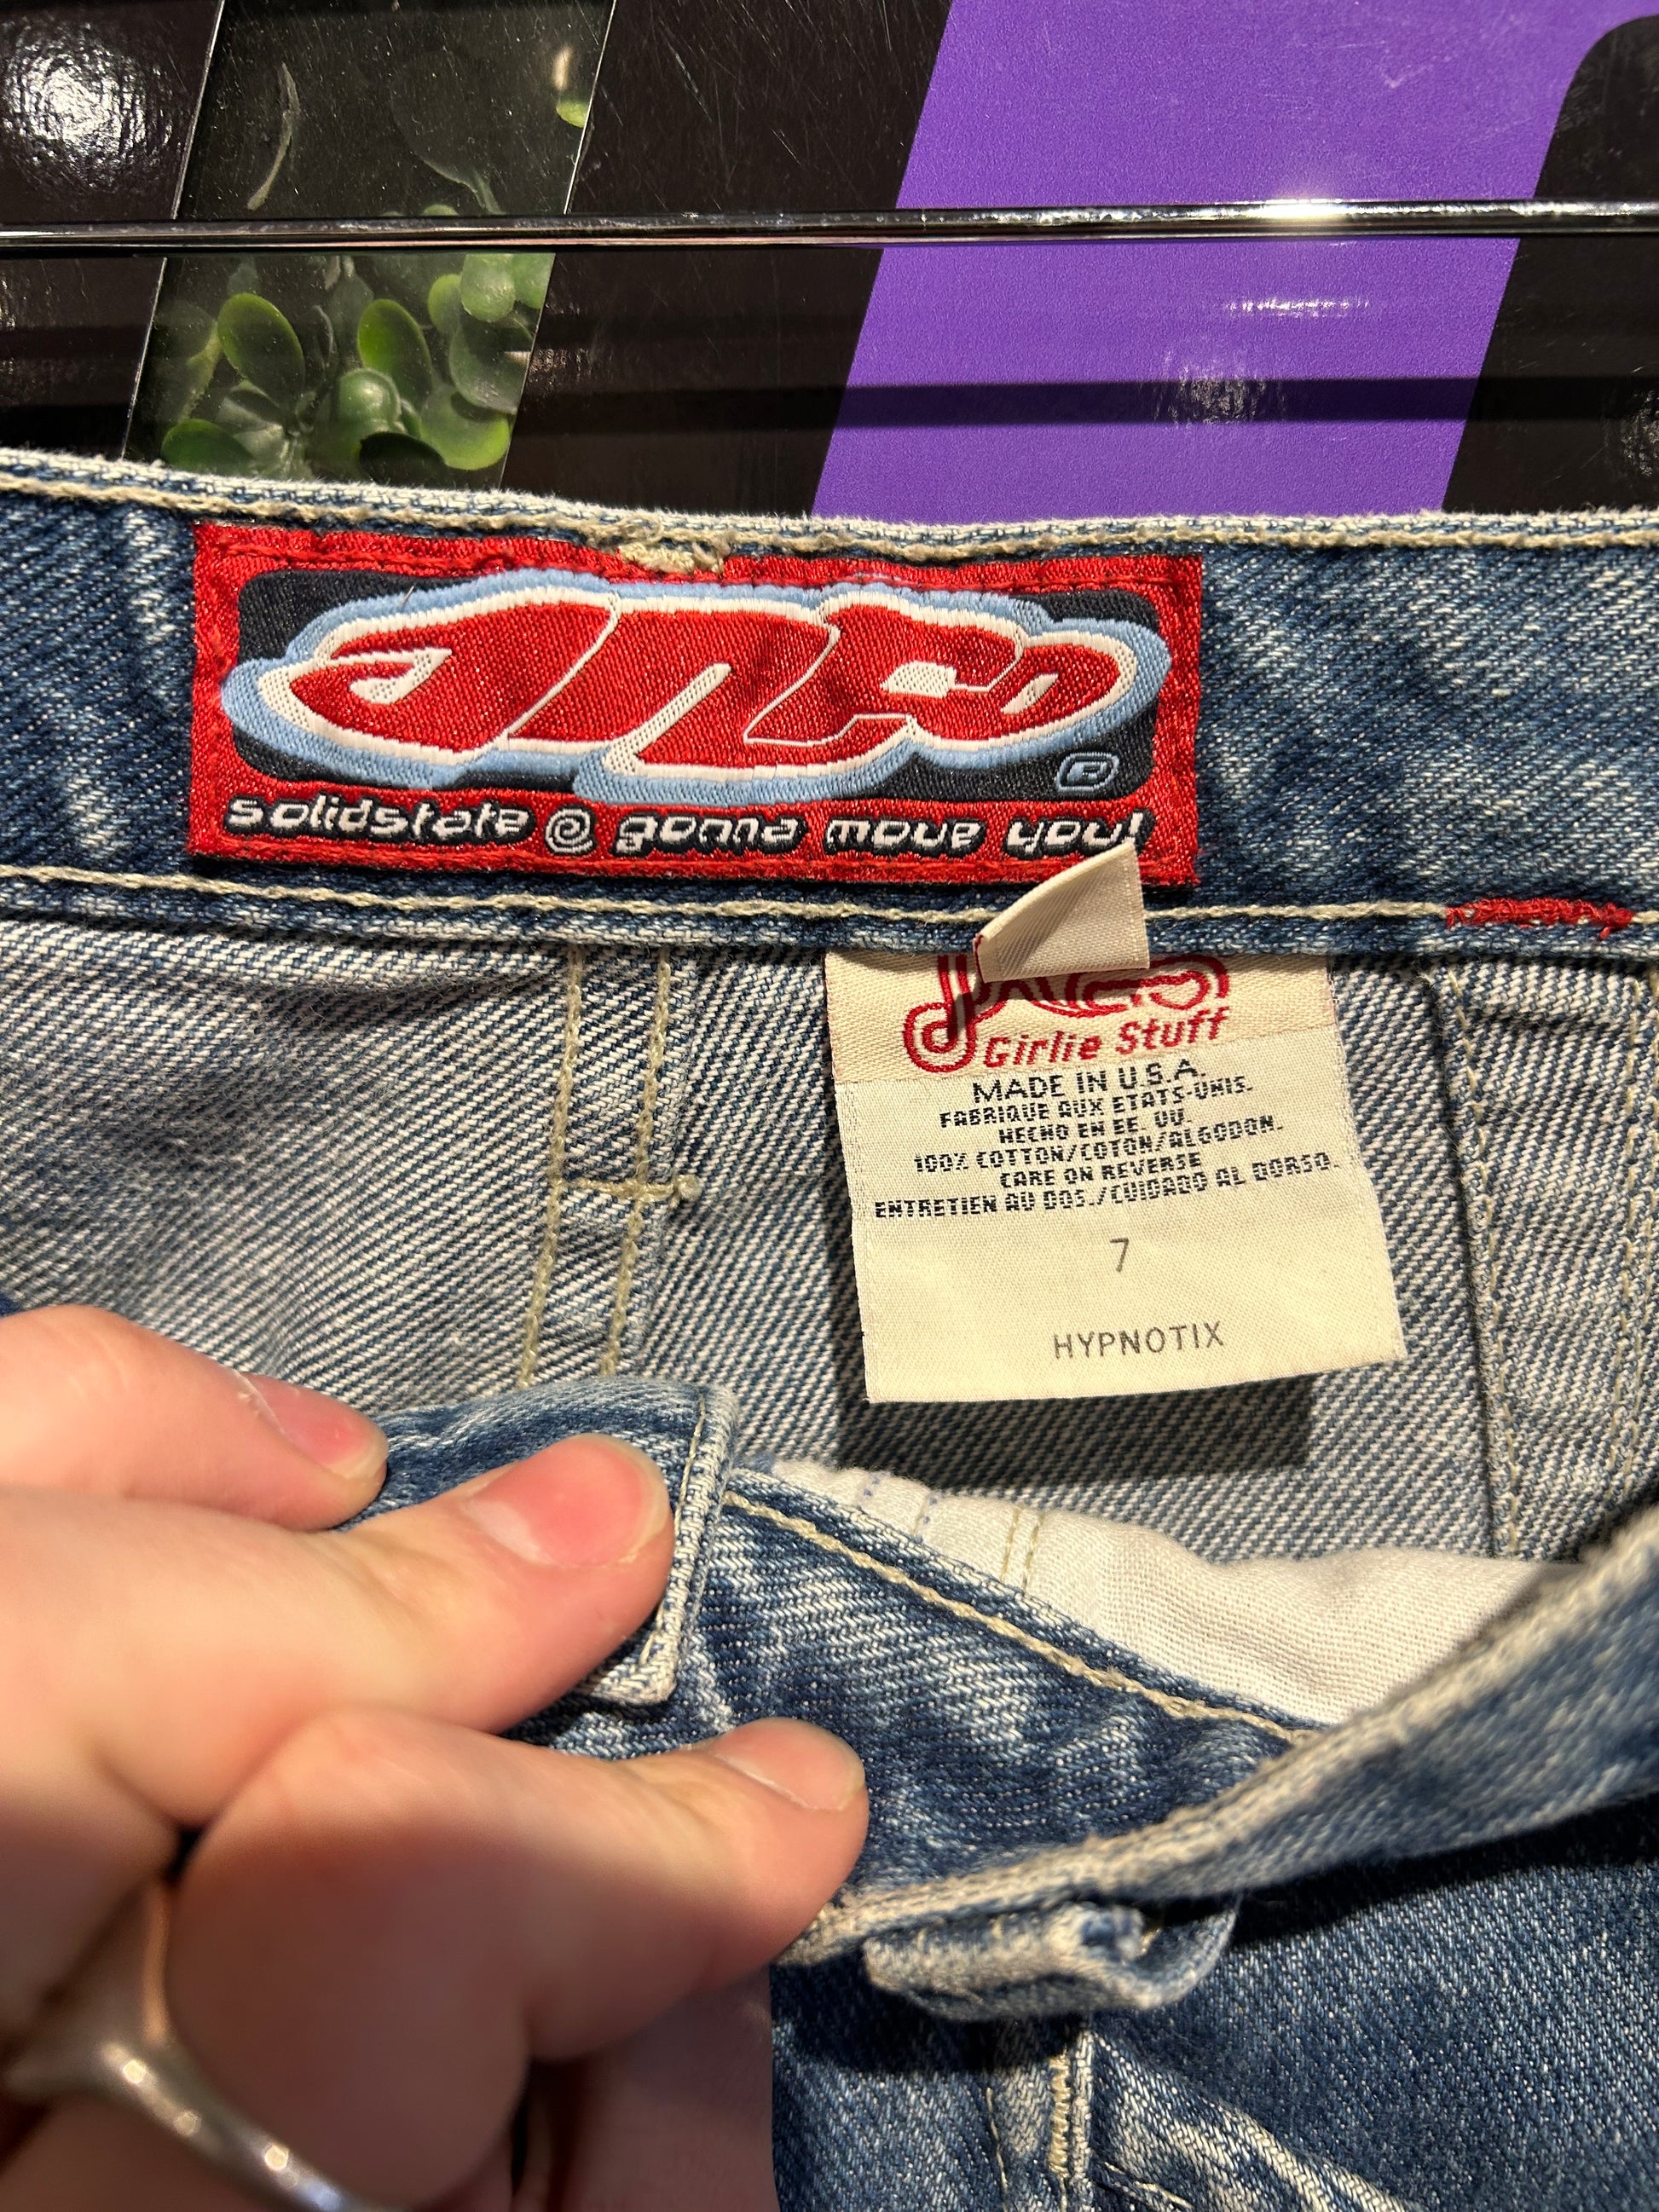 JNCO
®
solidstate @ gonna move you!
Girlie Stuff
MADE IN U.S.A.
FABRIQUE AUX ETATS-UNIS.
HECHO EN EE. UU.
100% COTTON/COTON/ALGODON.
CARE ON REVERSE
ENTRETIEN AU DOS./CUIDADO AL DORSO.
7
HYPNOTIX